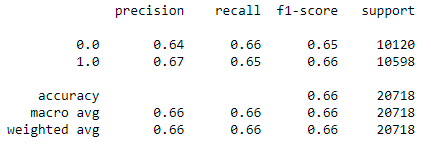 precision recall f1-score support
0.0 0.64 0.66 0.65 10120
1.0 0.67 0.65 0.66 10598
accuracy 0.66 20718
macro avg 0.66 0.66 0.66 20718
weighted avg 0.66 0.66 0.66 20718